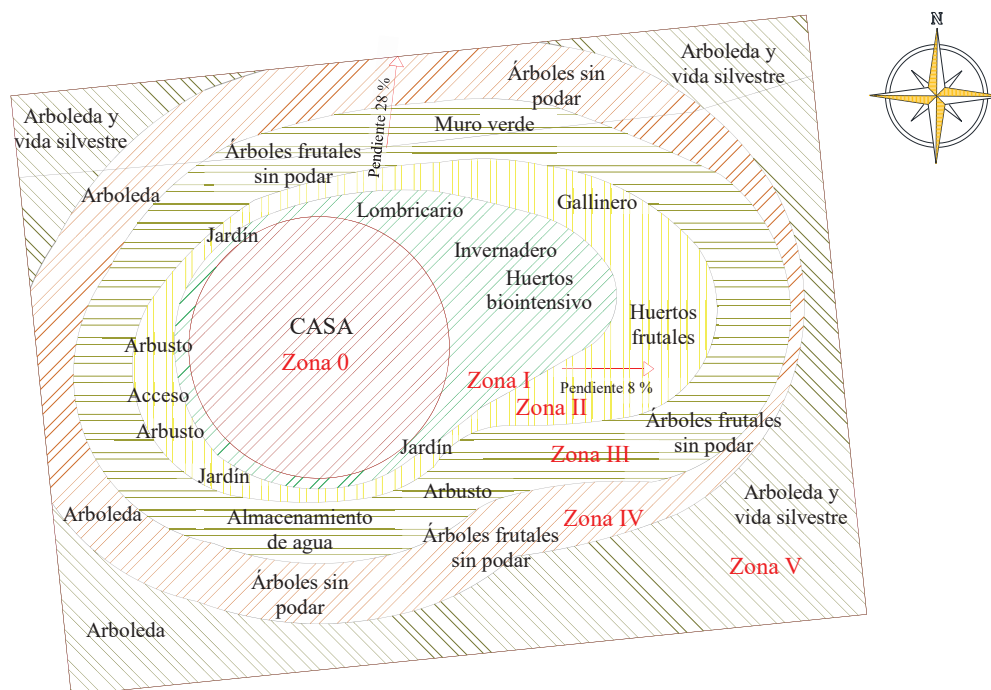 N
Arboleda y
vida silvestre
Árboles sin
podar
Arboleda y
vida silvestre
Pendiente 28 %
Muro verde
Árboles frutales
sin podar
Arboleda
Gallinero
Lombricario
Jardín
Invernadero
Huertos
biointensivo
Huertos
frutales
CASA
Zona 0
Arbusto
Zona I
Pendiente 8 %
Acceso
Zona II
Arbusto
Árboles frutales
sin podar
Jardín
Zona III
Jardín
Arbusto
Arboleda y
vida silvestre
Arboleda
Almacenamiento
de agua
Zona IV
Árboles frutales
sin podar
Zona V
Árboles sin
podar
Arboleda